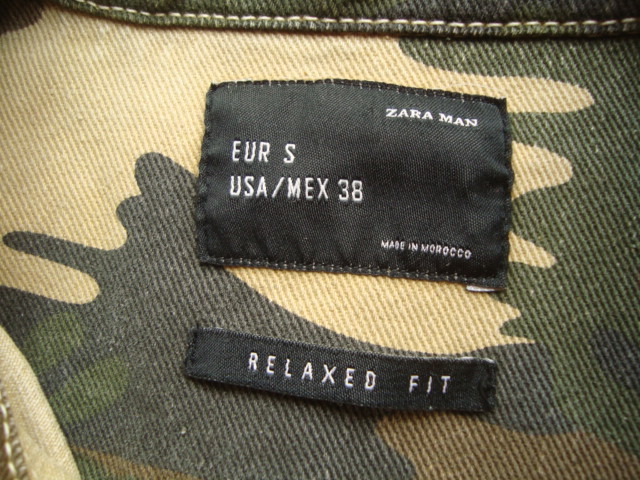 ZARA MAN
EUR S
USA/MEX 38
MADE IN MOROCCO
RELAXED FIT